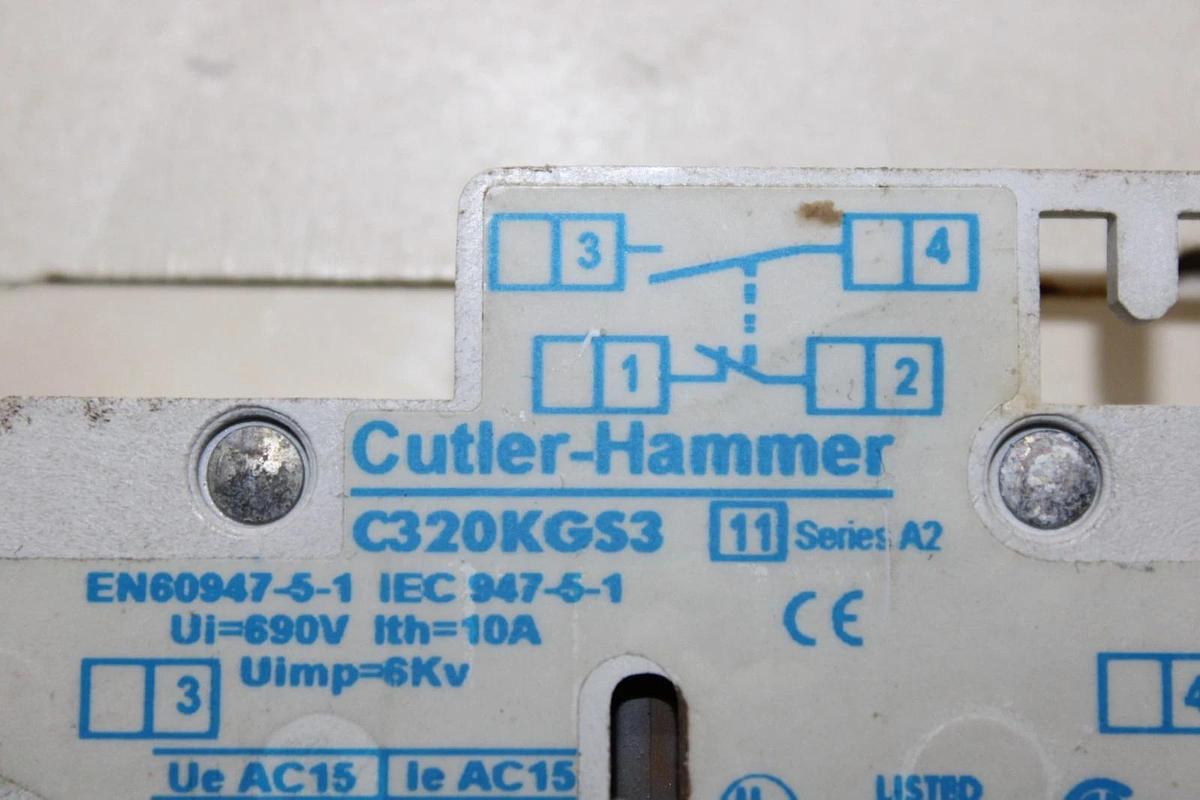 3 4
1 2
Cutler-Hammer
C320KGS3 11 Series A2
EN60947-5-1 IEC 947-5-1
Ui=690V Ith=10A
CE
Uimp=6Kv
3 4
Ue AC15 Ie AC15
LISTED